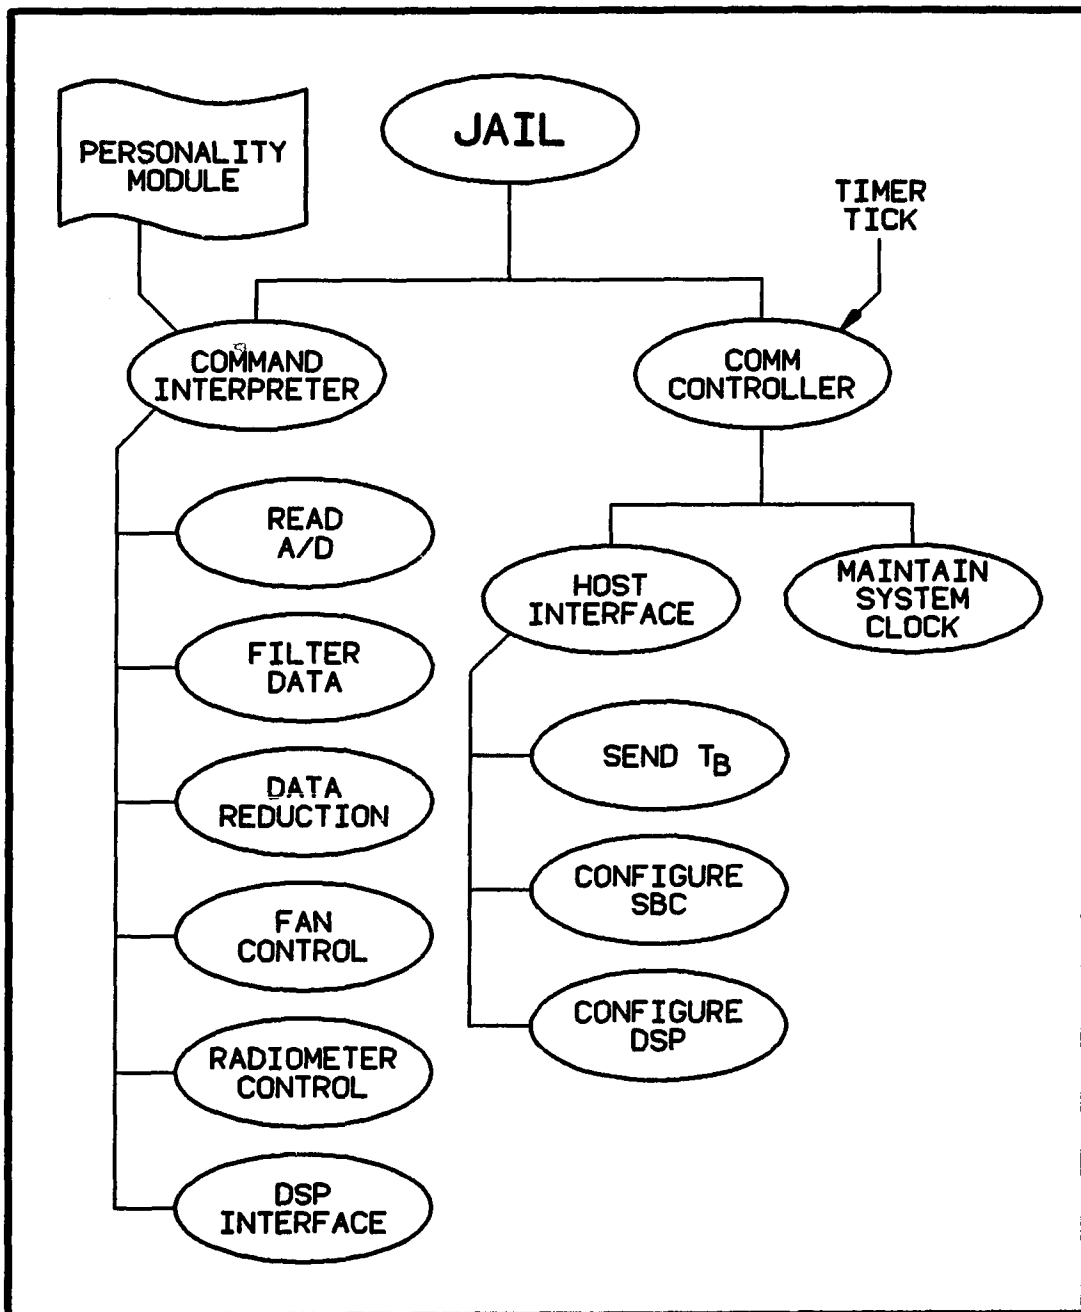 JAIL
PERSONALITY
MODULE
TIMER
TICK
COMMAND
INTERPRETER
COMM
CONTROLLER
READ
A/D
FILTER
DATA
DATA
REDUCTION
FAN
CONTROL
RADIOMETER
CONTROL
DSP
INTERFACE
HOST
INTERFACE
MAINTAIN
SYSTEM
CLOCK
SEND TB
CONFIGURE
SBC
CONFIGURE
DSP